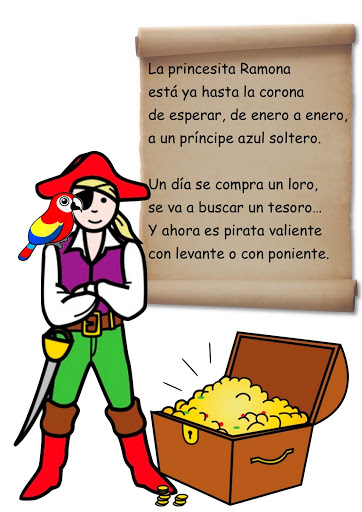 La princesita Ramona
está ya hasta la corona
de esperar, de enero a enero,
a un príncipe azul soltero.

Un día se compra un loro,
se va a buscar un tesoro...
Y ahora es pirata valiente
con levante o con poniente.